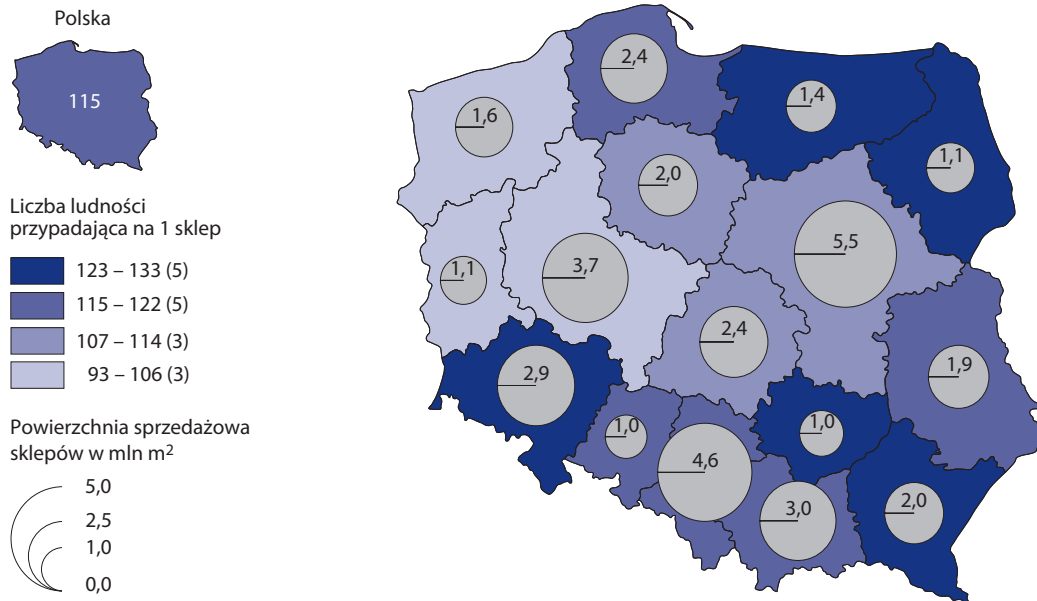 Polska
115
Liczba ludności
przypadająca na 1 sklep
123 – 133 (5)
115 – 122 (5)
107 – 114 (3)
93 – 106 (3)
Powierzchnia sprzedażowa
sklepów w mln m²
5,0
2,5
1,0
0,0
2,4
1,4
1,6
1,1
2,0
5,5
3,7
1,1
2,4
2,9
1,9
1,0
1,0
4,6
3,0
2,0